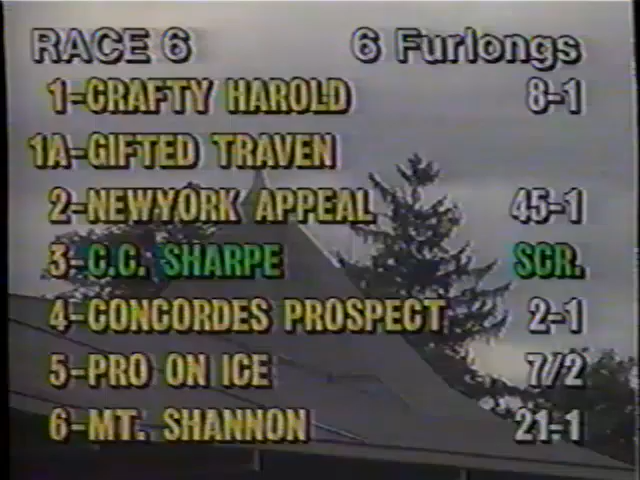 RACE 6 6 Furlongs
1-CRAFTY HAROLD 8-1
1A-GIFTED TRAVEN
2-NEWYORK APPEAL 45-1
3-C.C. SHARPE SCR.
4-CONCORDES PROSPECT 2-1
5-PRO ON ICE 7/2
6-MT. SHANNON 21-1